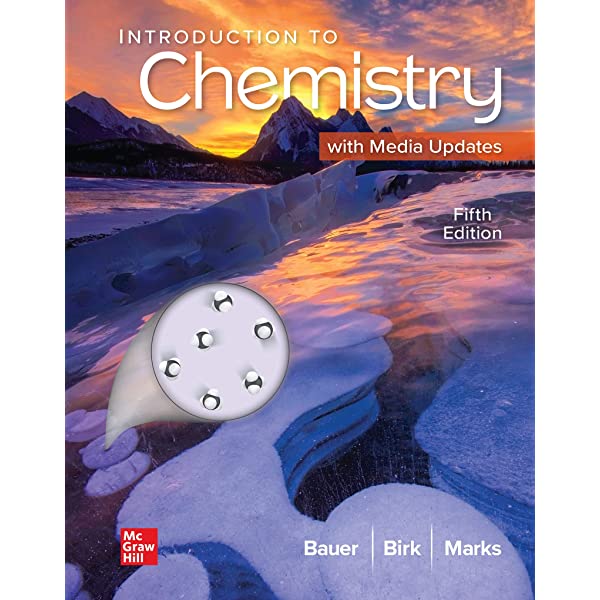 INTRODUCTION TO
Chemistry
with Media Updates
Fifth
Edition
Mc
Graw
Hill
Bauer | Birk | Marks